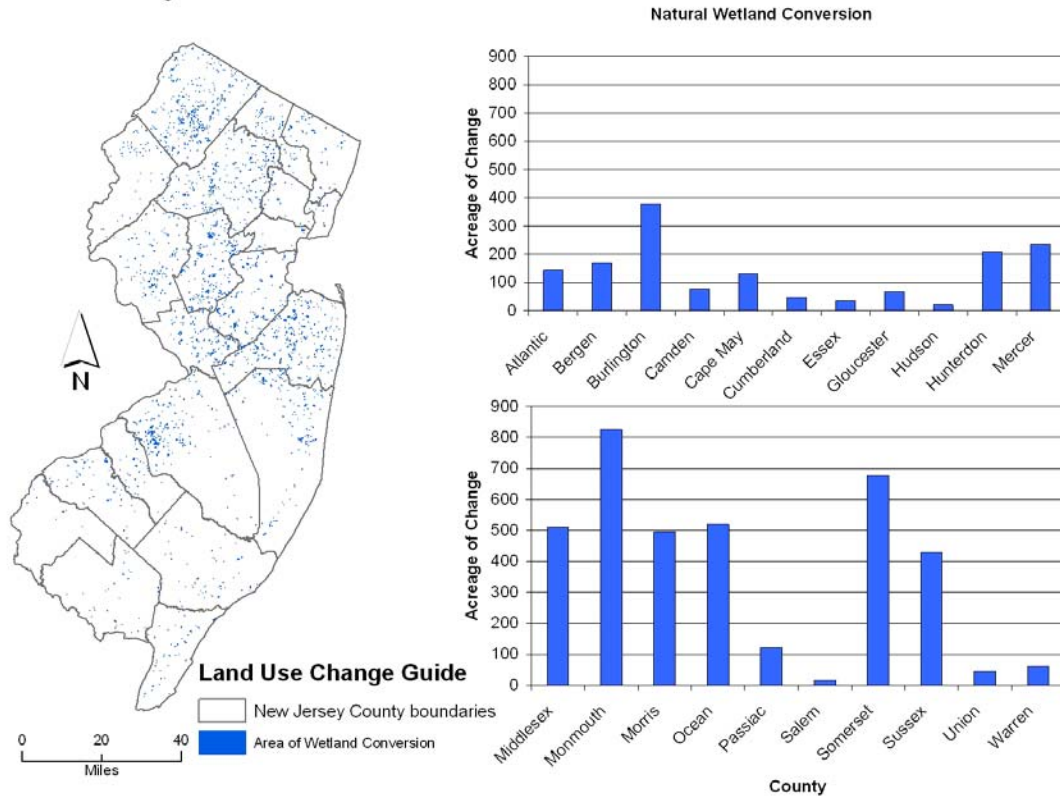 Natural Wetland Conversion
Acreage of Change
900
800
700
600
500
400
300
200
100
0
Atlantic
Bergen
Burlington
Camden
Cape May
Cumberland
Essex
Gloucester
Hudson
Hunterdon
Mercer
Acreage of Change
900
800
700
600
500
400
300
200
100
0
Middlesex
Monmouth
Morris
Ocean
Passiac
Salem
Somerset
Sussex
Union
Warren
County
N
Land Use Change Guide
New Jersey County boundaries
Area of Wetland Conversion
0 20 40
Miles